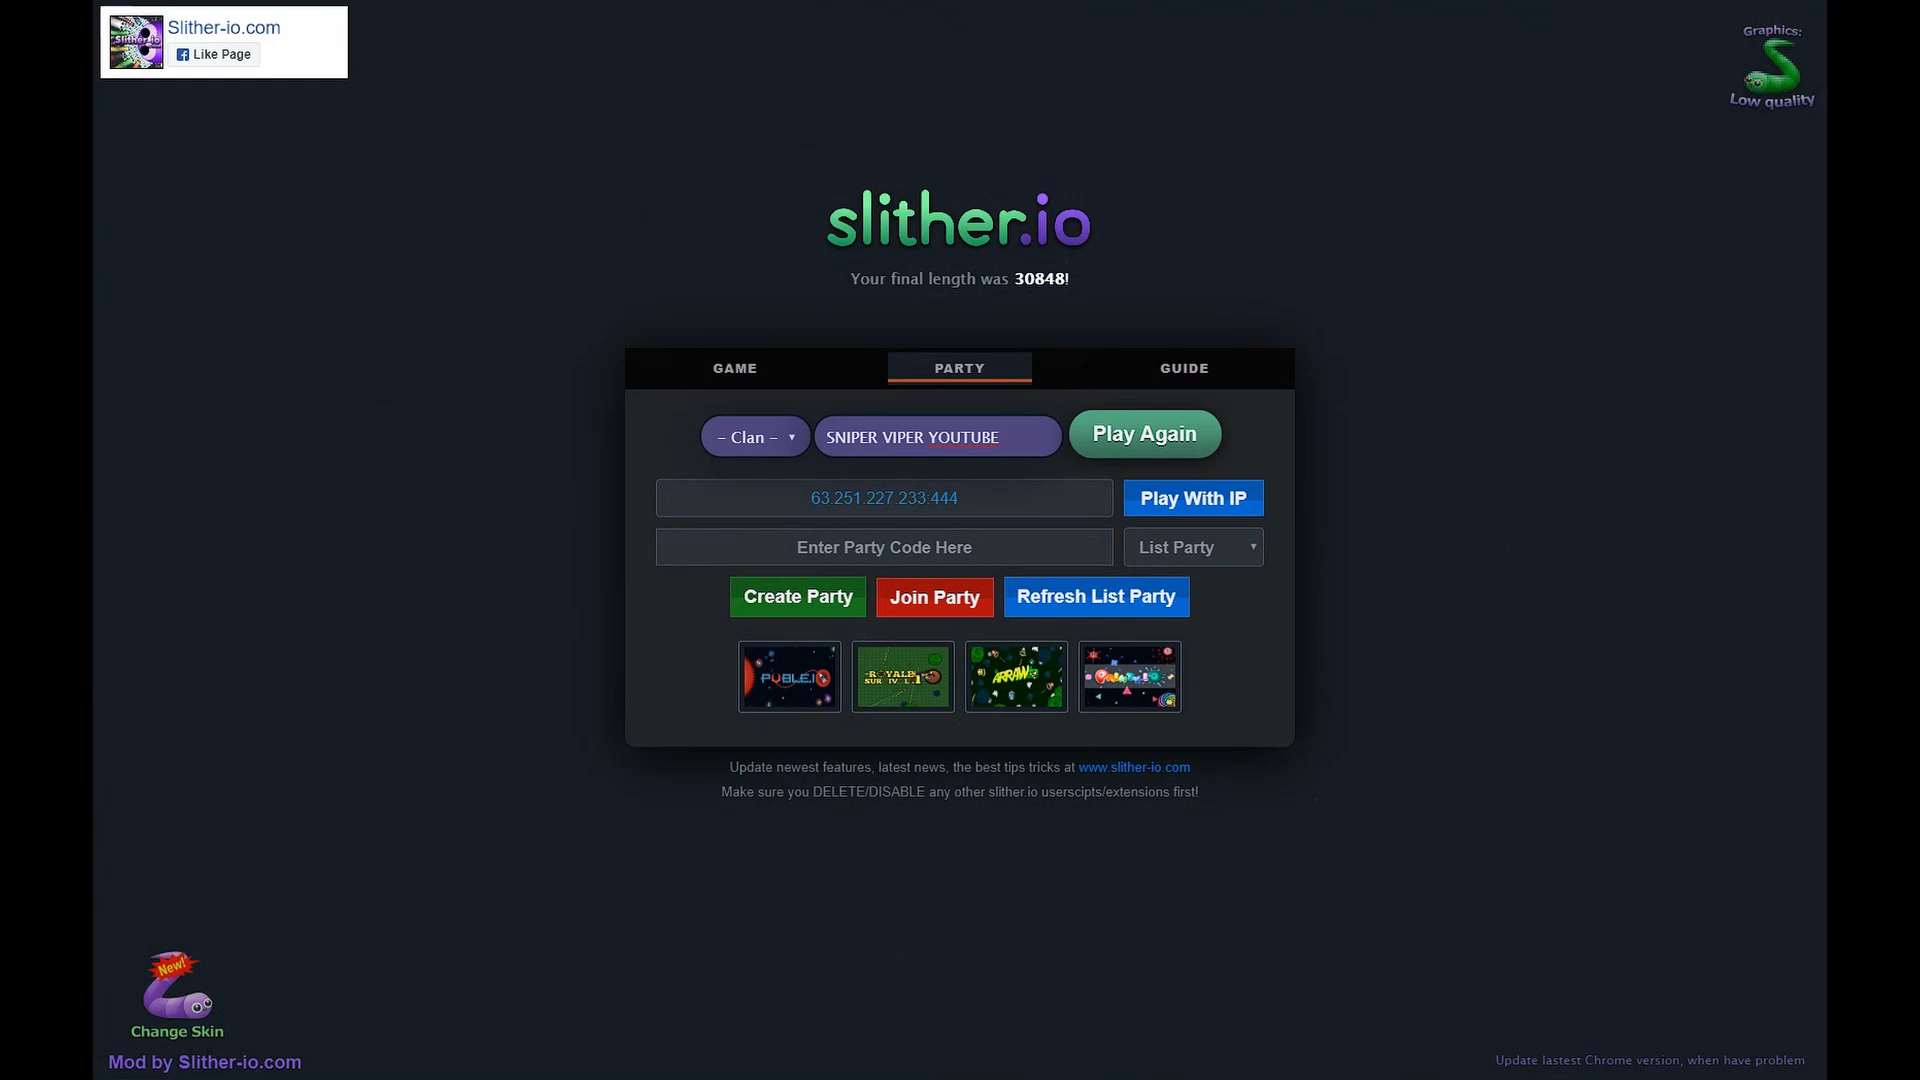 Slither-io.com
Like Page
Graphics:
Low quality
slither.io
Your final length was 30848!
GAME PARTY GUIDE
– Clan – SNIPER VIPER YOUTUBE Play Again
63.251.227.233:444 Play With IP
Enter Party Code Here List Party
Create Party Join Party Refresh List Party
ARRAW
Update newest features, latest news, the best tips tricks at www.slither-io.com
Make sure you DELETE/DISABLE any other slither.io userscipts/extensions first!
New!
Change Skin
Mod by Slither-io.com
Update lastest Chrome version, when have problem